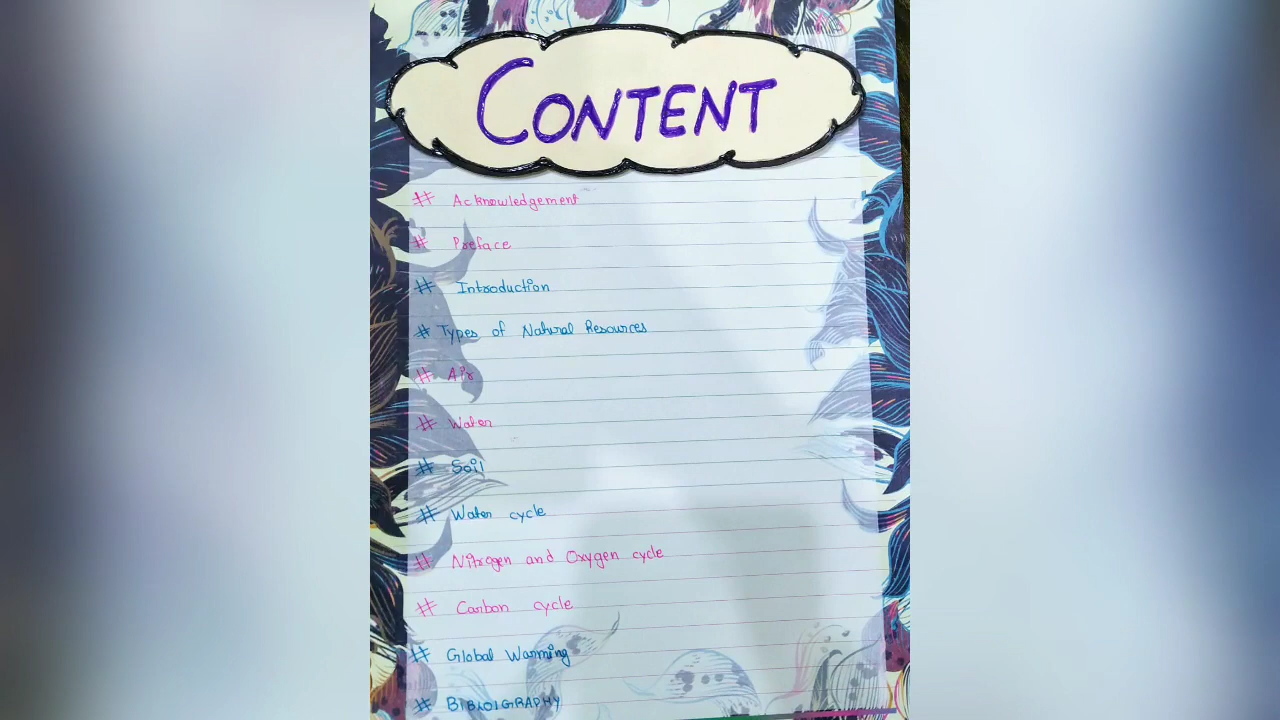 CONTENT
# Acknowledgement
# Preface
# Introduction
# Types of Natural Resources
# Air
# Water
# Soil
# Water cycle
# Nitrogen and Oxygen cycle
# Carbon cycle
# Global Warming
# BIBLOIGRAPHY